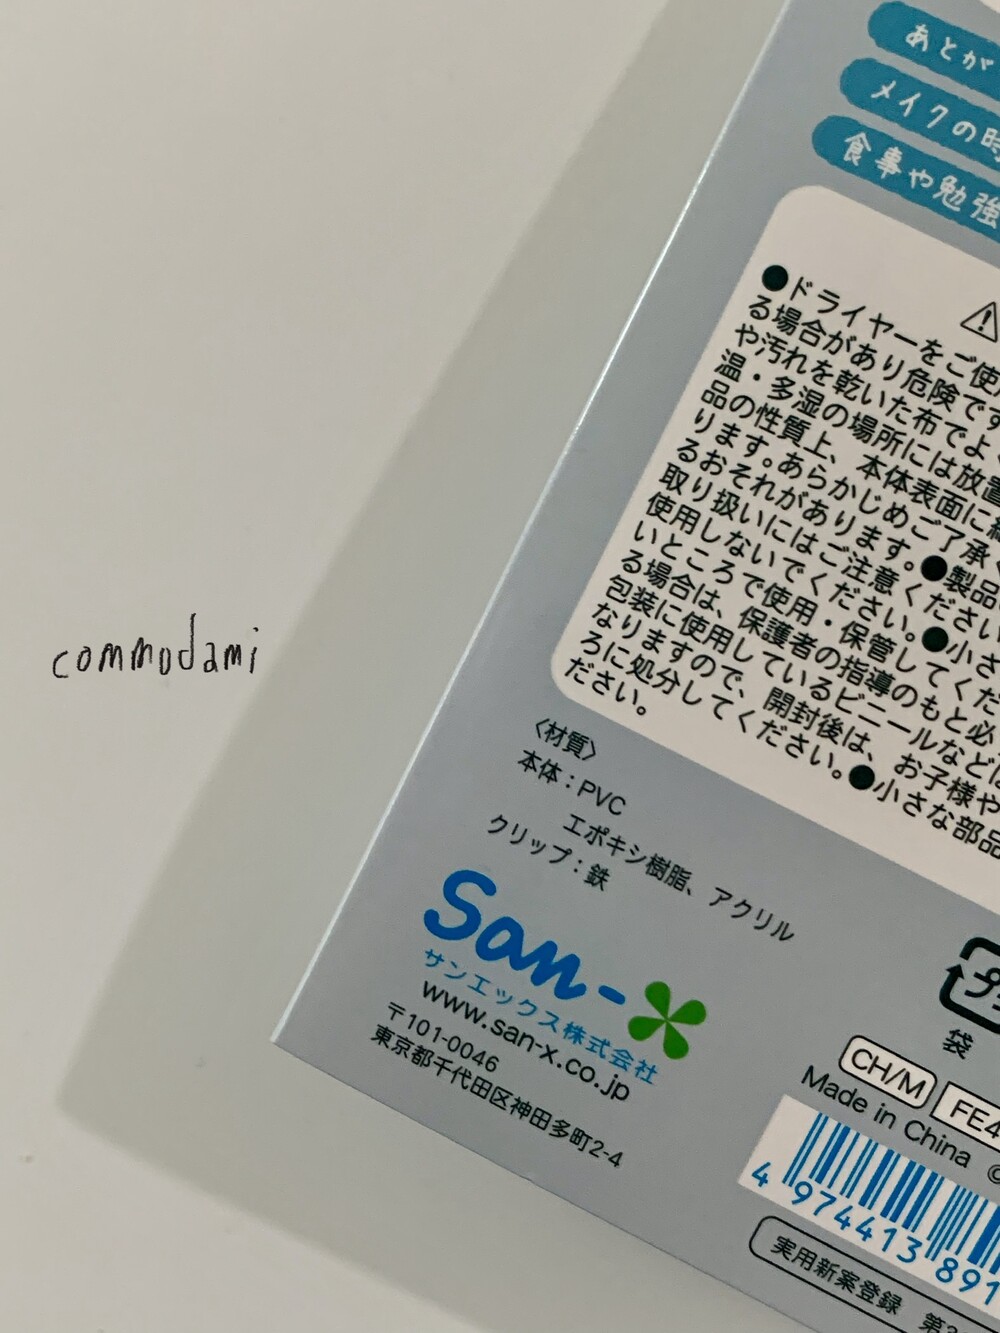 commodami
あとが
メイクの時
食事や勉強
●ドライヤーをご使用
る場合があり危険です
や汚れを乾いた布でよく
温・多湿の場所には放置
品の性質上、本体表面に
ります。あらかじめご了承く
るおそれがあります。●製品
取り扱いにはご注意ください
使用しないでください。●小さ
いところで使用・保管してくだ
る場合は、保護者の指導のもと必
包装に使用しているビニールなどは
なりますので、開封後は、お子様や
ろに処分してください。●小さな部品
ださい。
〈材質〉
本体：PVC
エポキシ樹脂、アクリル
クリップ：鉄
San-
サンエックス株式会社
www.san-x.co.jp
〒101-0046
東京都千代田区神田多町2-4
プラ
袋
CH/M FE4
Made in China ©
4 974413 891
実用新案登録 第3